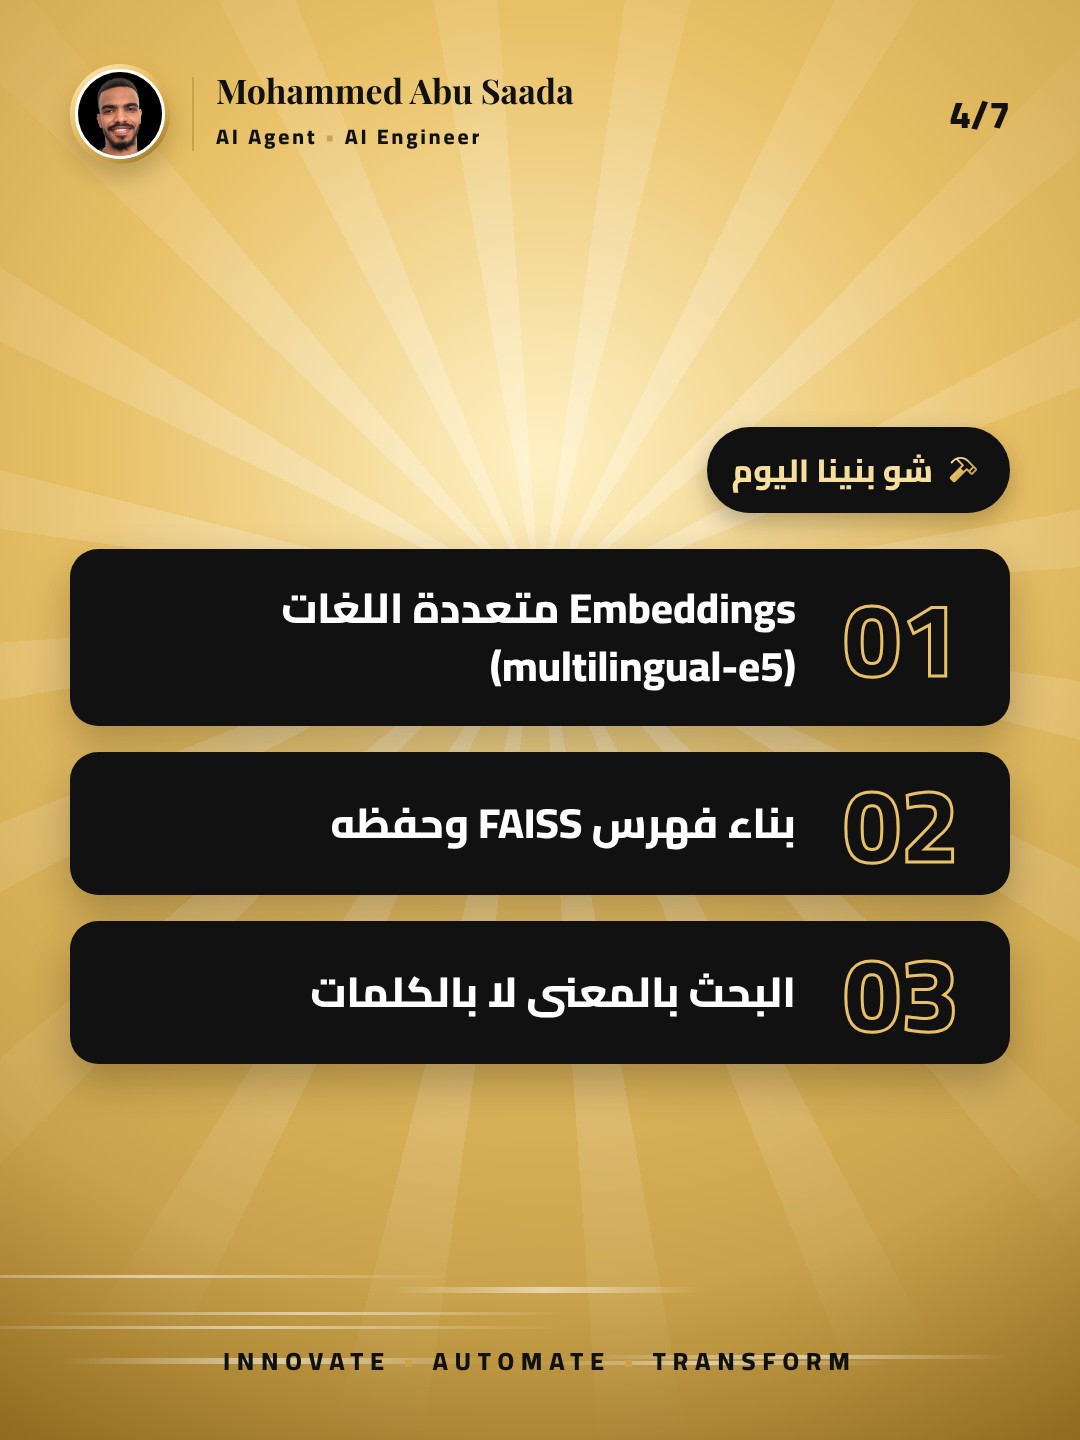 Mohammed Abu Saada
AI Agent ▪ AI Engineer
4/7
شو بنينا اليوم
01
Embeddings متعددة اللغات
(multilingual-e5)
02
بناء فهرس FAISS وحفظه
03
البحث بالمعنى لا بالكلمات
INNOVATE ▪ AUTOMATE ▪ TRANSFORM